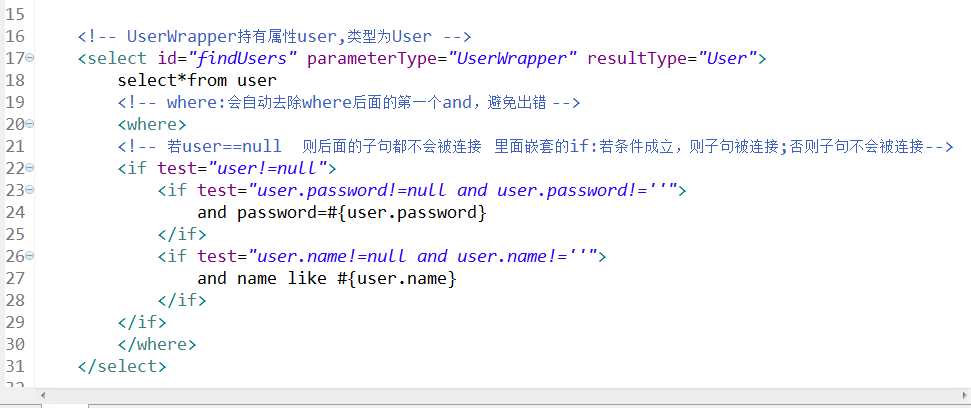 15
16 <!-- UserWrapper持有属性user,类型为User -->
17 <select id="findUsers" parameterType="UserWrapper" resultType="User">
18 select*from user
19 <!-- where:会自动去除where后面的第一个and，避免出错 -->
20 <where>
21 <!-- 若user==null  则后面的子句都不会被连接 里面嵌套的if:若条件成立，则子句被连接;否则子句不会被连接-->
22 <if test="user!=null">
23 <if test="user.password!=null and user.password!=''">
24 and password=#{user.password}
25 </if>
26 <if test="user.name!=null and user.name!=''">
27 and name like #{user.name}
28 </if>
29 </if>
30 </where>
31 </select>